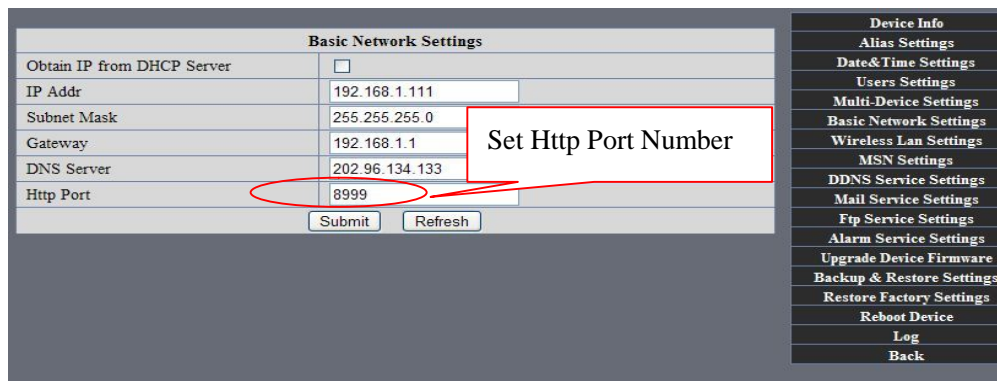 Basic Network Settings
Obtain IP from DHCP Server
IP Addr 192.168.1.111
Subnet Mask 255.255.255.0
Gateway 192.168.1.1
DNS Server 202.96.134.133
Http Port 8999
Submit Refresh
Set Http Port Number
Device Info
Alias Settings
Date&Time Settings
Users Settings
Multi-Device Settings
Basic Network Settings
Wireless Lan Settings
MSN Settings
DDNS Service Settings
Mail Service Settings
Ftp Service Settings
Alarm Service Settings
Upgrade Device Firmware
Backup & Restore Settings
Restore Factory Settings
Reboot Device
Log
Back